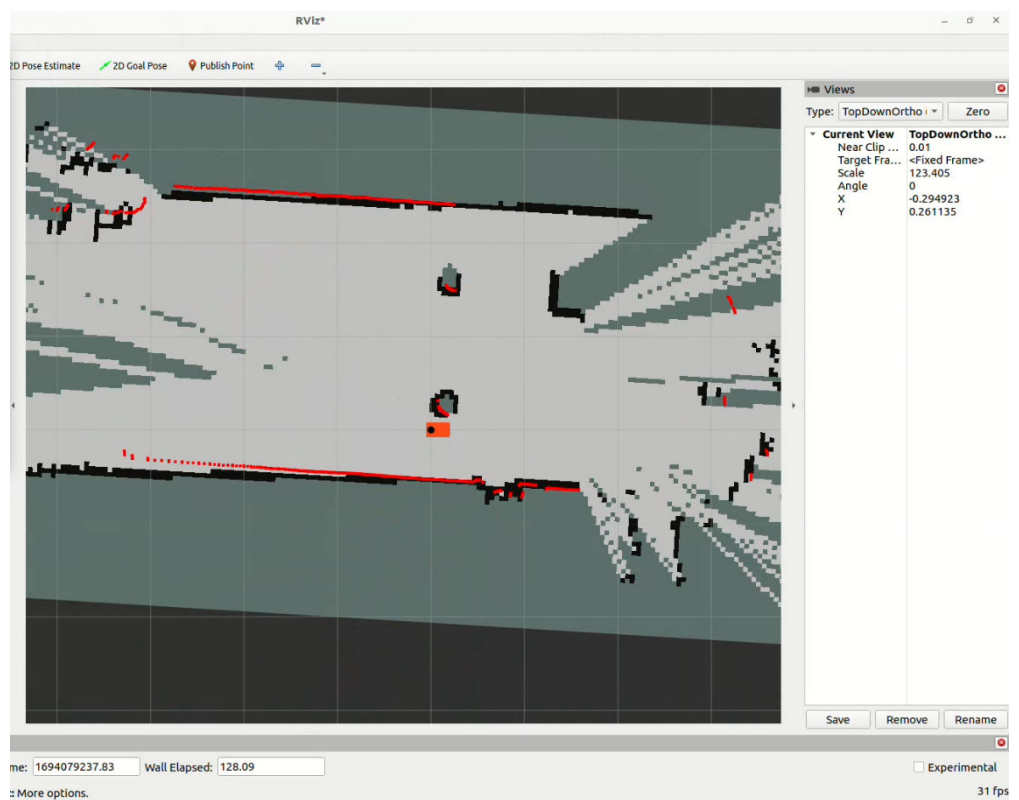 RViz*
2D Pose Estimate 2D Goal Pose Publish Point
Views
Type: TopDownOrtho Zero
Current View TopDownOrtho ...
Near Clip ... 0.01
Target Fra... <Fixed Frame>
Scale 123.405
Angle 0
X -0.294923
Y 0.261135
Save Remove Rename
me: 1694079237.83 Wall Elapsed: 128.09 Experimental
: More options. 31 fps